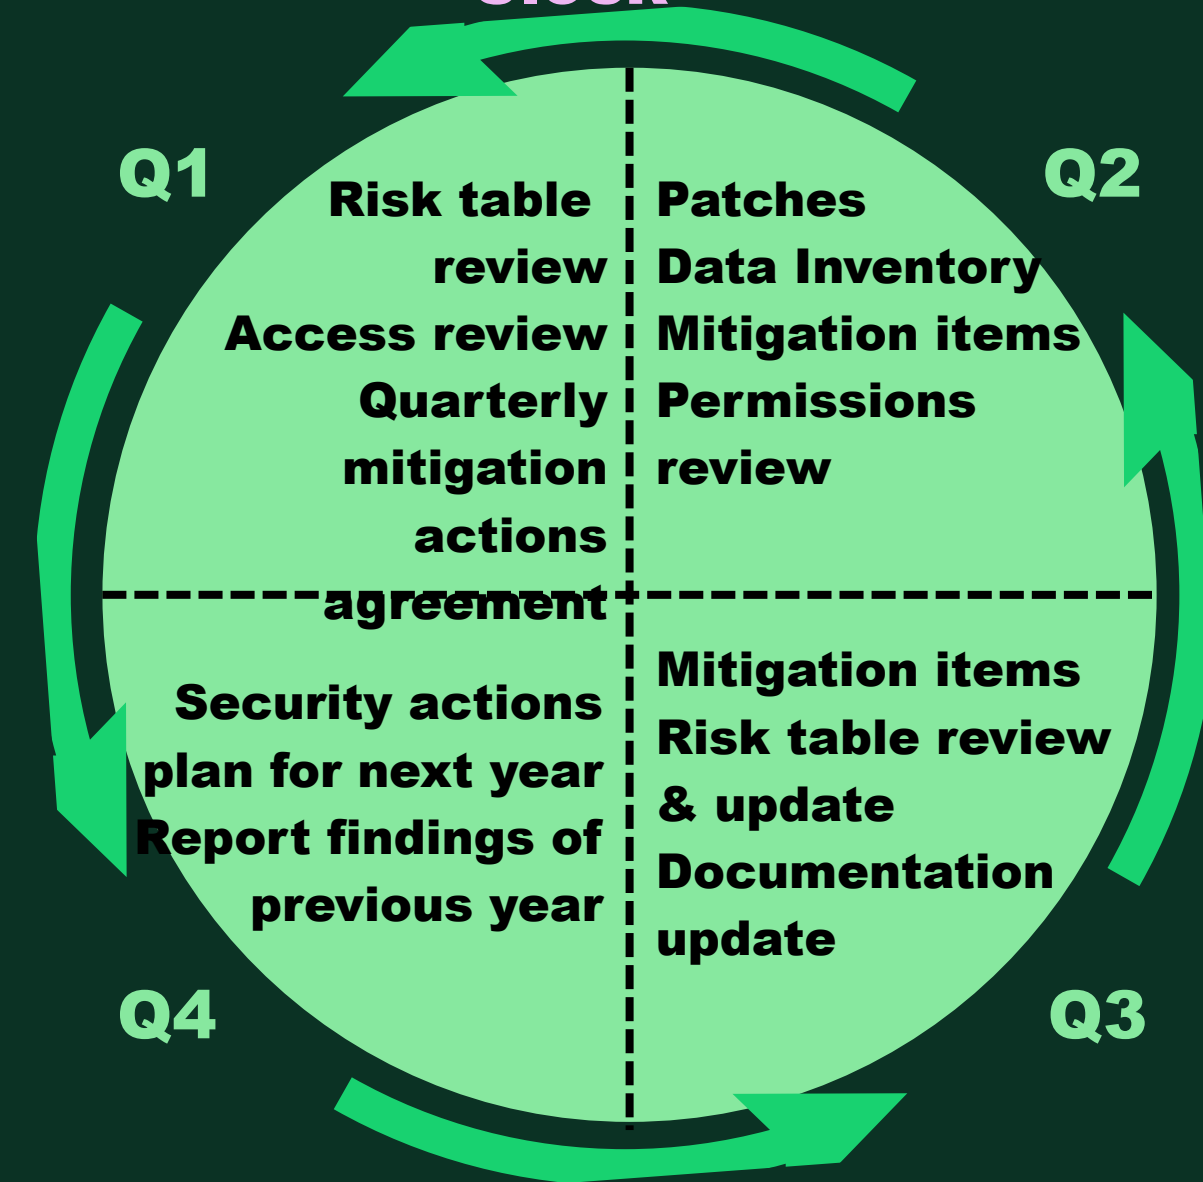 Q1
Risk table
review
Access review
Quarterly
mitigation
actions
agreement
Q2
Patches
Data Inventory
Mitigation items
Permissions
review
Mitigation items
Risk table review
& update
Documentation
update
Q3
Security actions
plan for next year
Report findings of
previous year
Q4